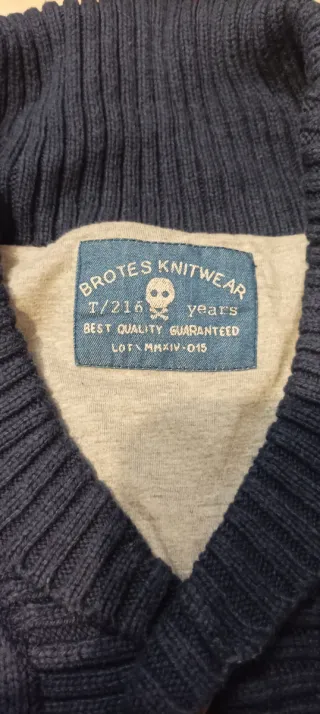 BROTES KNITWEAR
T/216 years
BEST QUALITY GUARANTEED
LOT\MMXIV-015